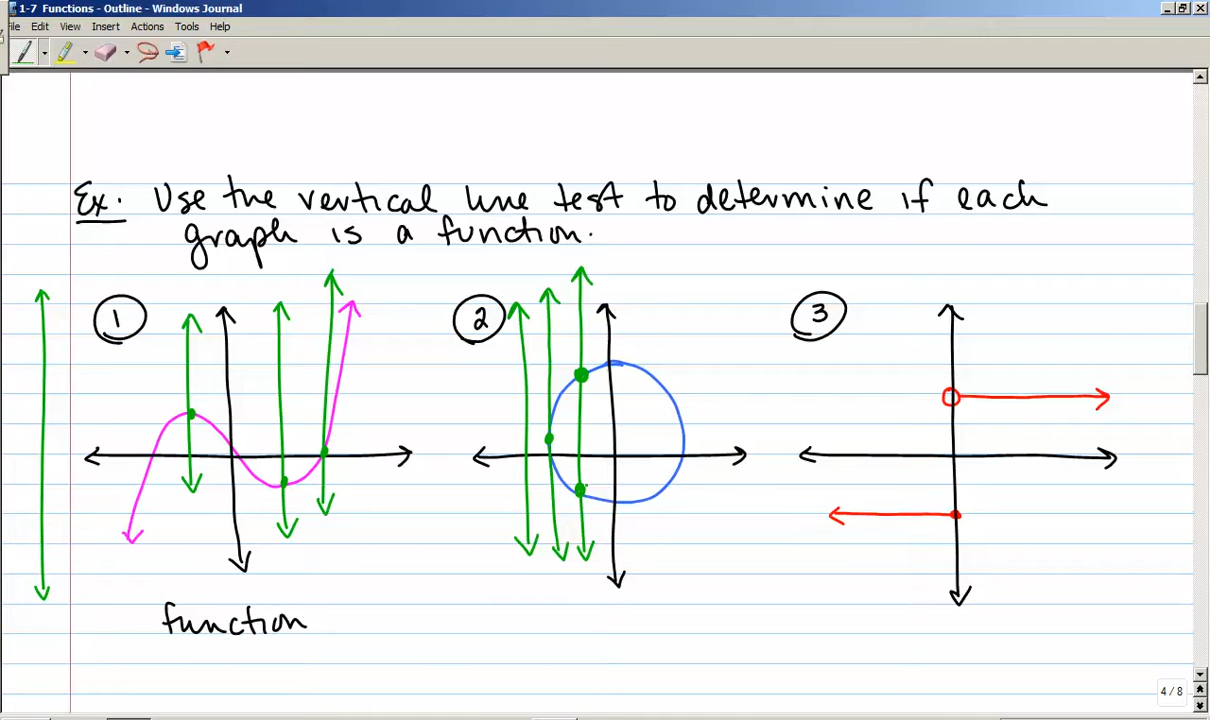 1-7 Functions - Outline - Windows Journal
File Edit View Insert Actions Tools Help
Ex. Use the vertical line test to determine if each
graph is a function.
1 2 3
function
4 / 8